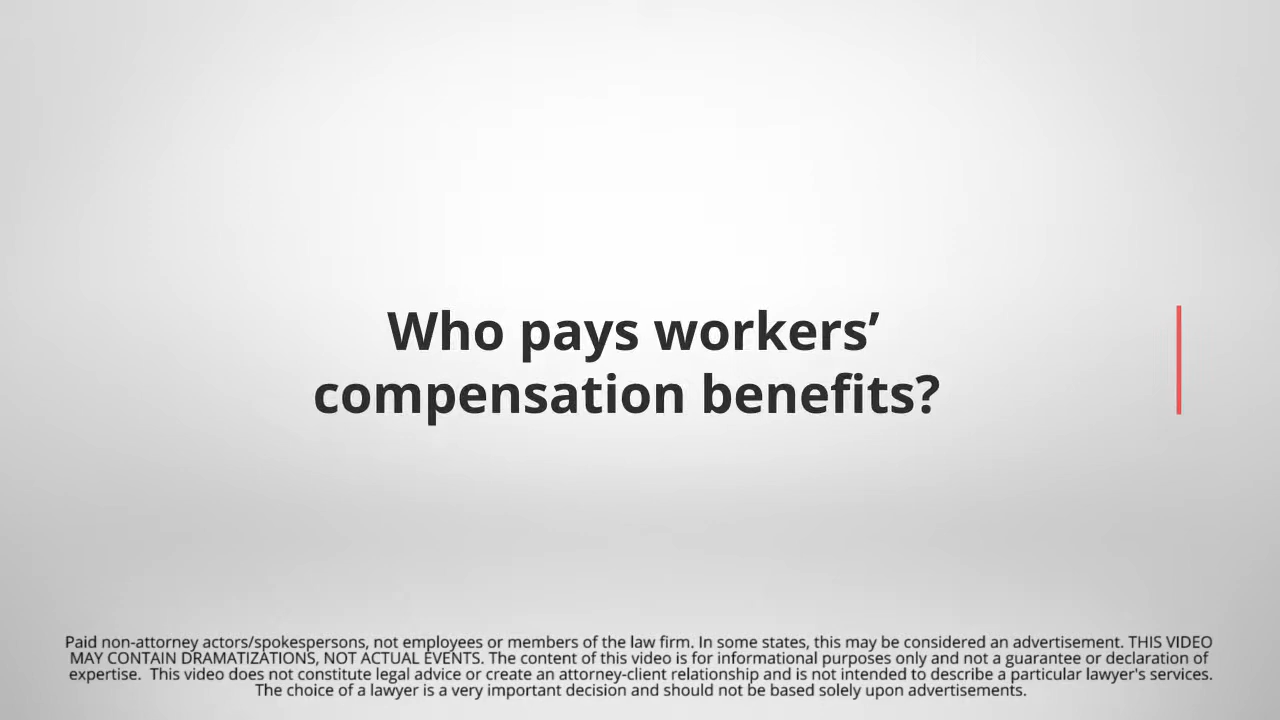 Who pays workers’
compensation benefits?
Paid non-attorney actors/spokespersons, not employees or members of the law firm. In some states, this may be considered an advertisement. THIS VIDEO
MAY CONTAIN DRAMATIZATIONS, NOT ACTUAL EVENTS. The content of this video is for informational purposes only and not a guarantee or declaration of
expertise.  This video does not constitute legal advice or create an attorney-client relationship and is not intended to describe a particular lawyer's services.
The choice of a lawyer is a very important decision and should not be based solely upon advertisements.